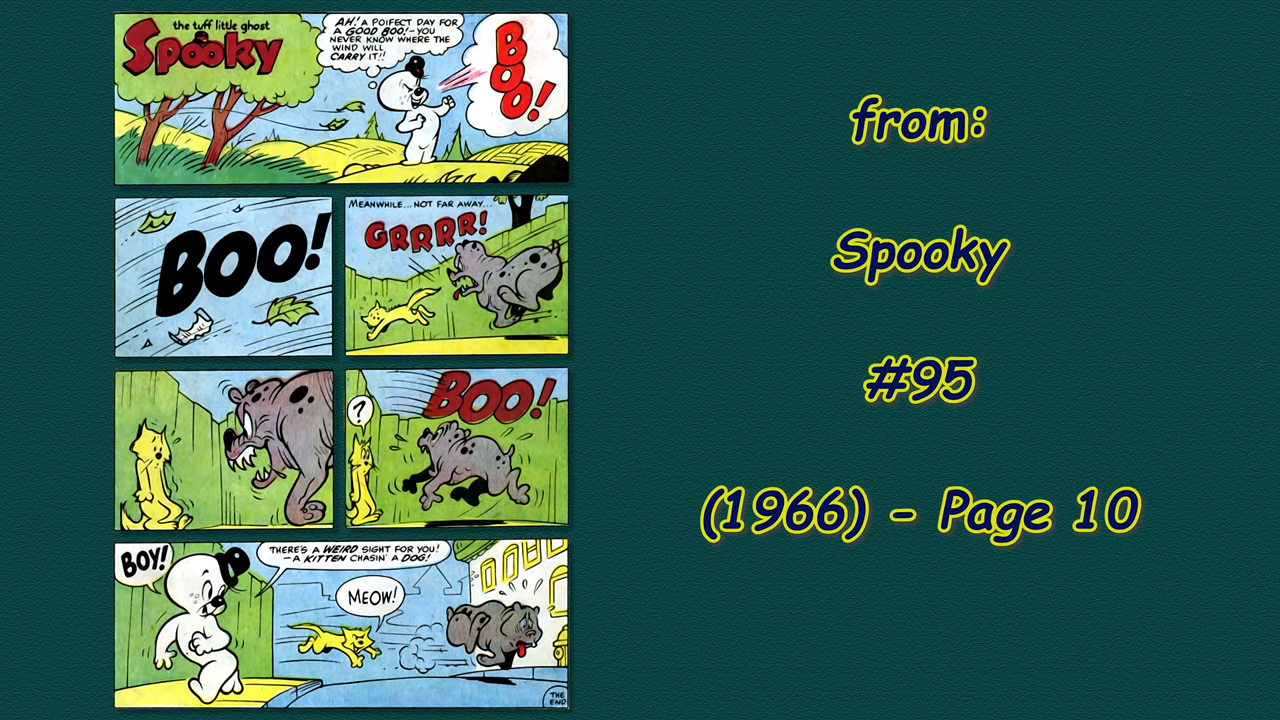 the tuff little ghost
Spooky
AH! A POIFECT DAY FOR
A GOOD BOO!-YOU
NEVER KNOW WHERE THE
WIND WILL
CARRY IT!!
BOO!
BOO!
MEANWHILE...NOT FAR AWAY...
GRRRR!
?
BOO!
BOY!
THERE'S A WEIRD SIGHT FOR YOU!
-A KITTEN CHASIN' A DOG!
MEOW!
THE
END
from:
Spooky
#95
(1966) - Page 10